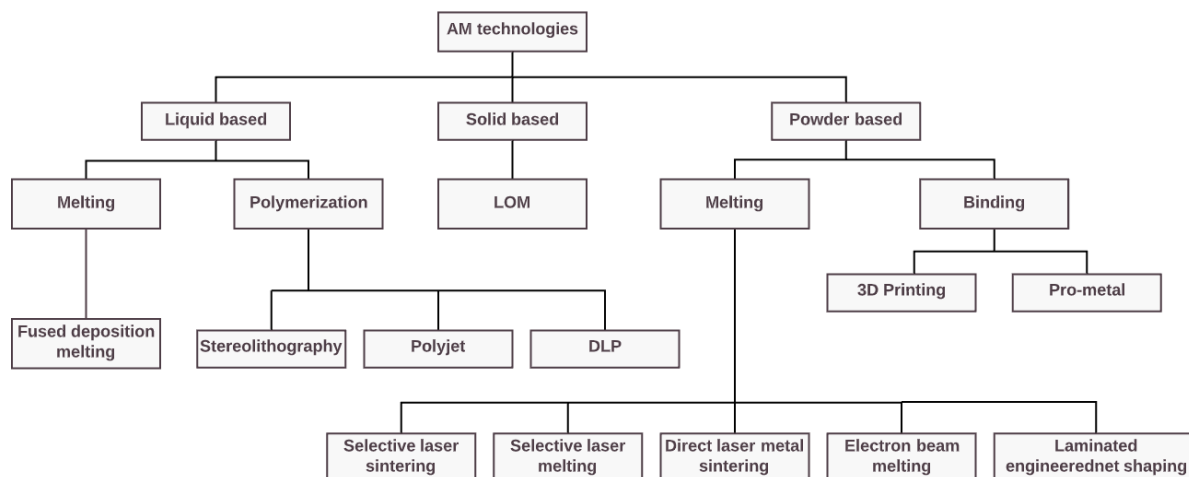 AM technologies
Liquid based
Solid based
Powder based
Melting
Polymerization
LOM
Melting
Binding
3D Printing
Pro-metal
Fused deposition
melting
Stereolithography
Polyjet
DLP
Selective laser
sintering
Selective laser
melting
Direct laser metal
sintering
Electron beam
melting
Laminated
engineerednet shaping